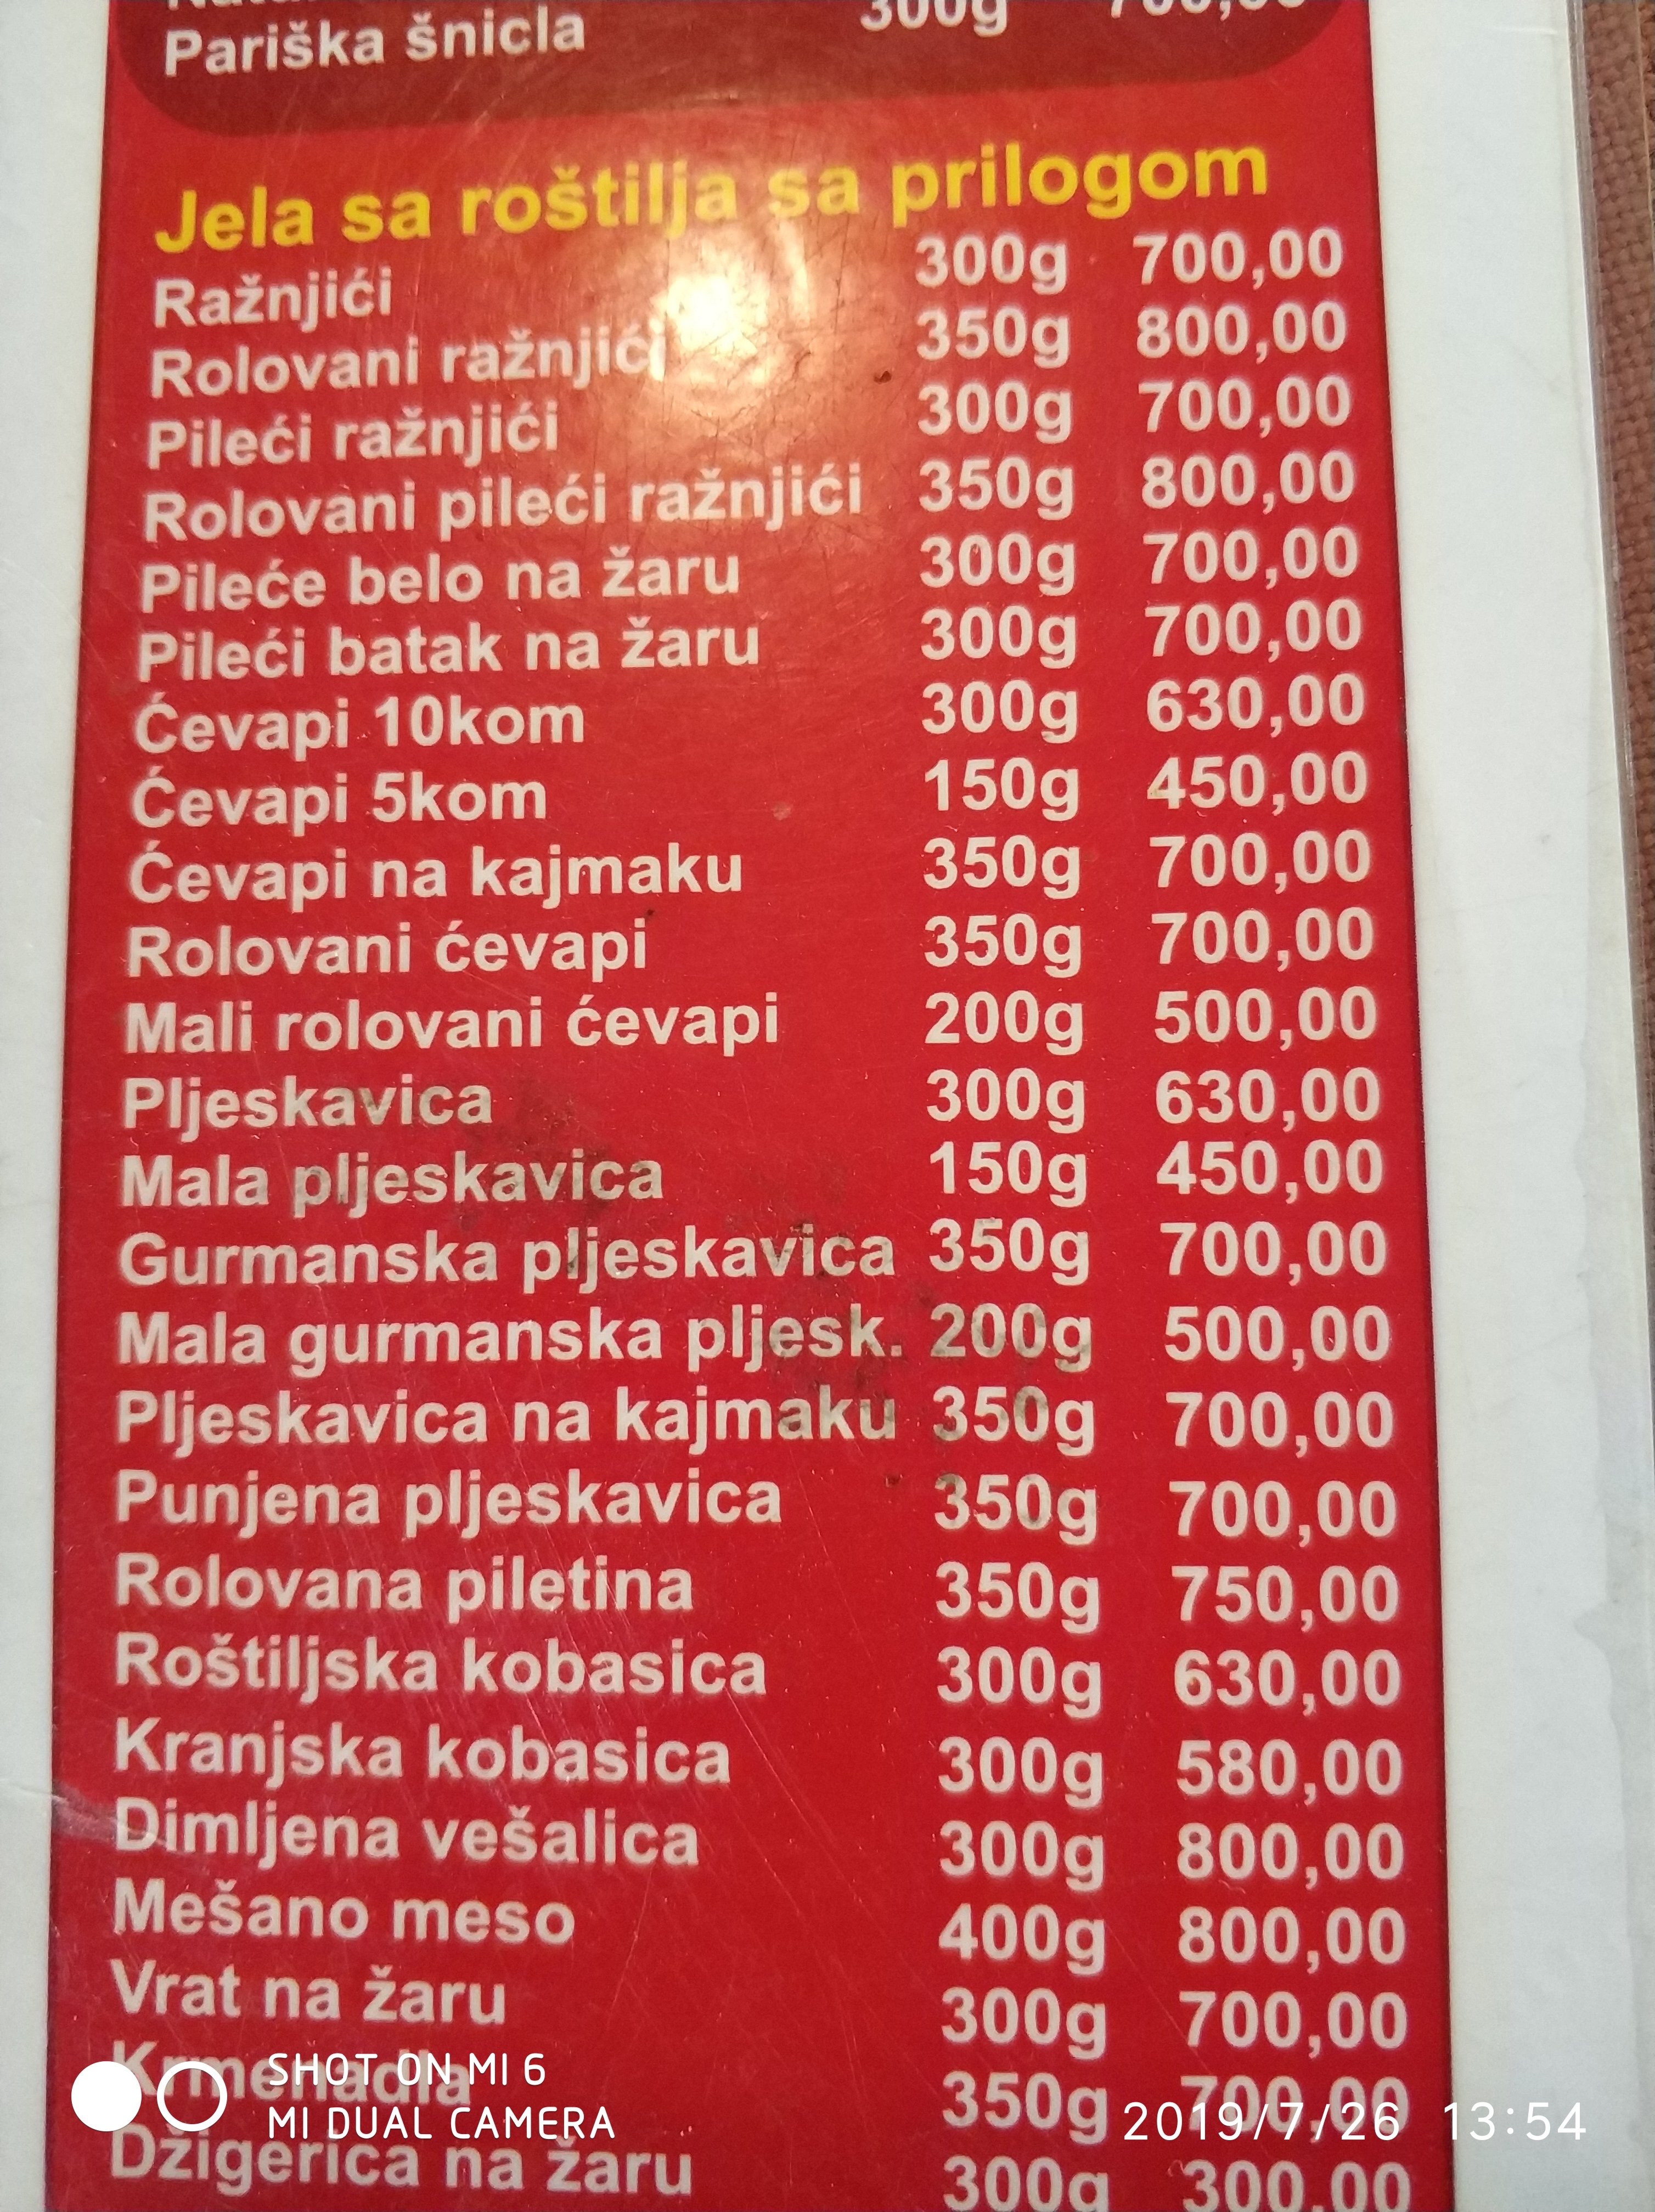 Pariška šnicla 300g
Jela sa roštilja sa prilogom
Ražnjići 300g 700,00
Rolovani ražnjići 350g 800,00
Pileći ražnjići 300g 700,00
Rolovani pileći ražnjići 350g 800,00
Pileće belo na žaru 300g 700,00
Pileći batak na žaru 300g 700,00
Ćevapi 10kom 300g 630,00
Ćevapi 5kom 150g 450,00
Ćevapi na kajmaku 350g 700,00
Rolovani ćevapi 350g 700,00
Mali rolovani ćevapi 200g 500,00
Pljeskavica 300g 630,00
Mala pljeskavica 150g 450,00
Gurmanska pljeskavica 350g 700,00
Mala gurmanska pljesk. 200g 500,00
Pljeskavica na kajmaku 350g 700,00
Punjena pljeskavica 350g 700,00
Rolovana piletina 350g 750,00
Roštiljska kobasica 300g 630,00
Kranjska kobasica 300g 580,00
Dimljena vešalica 300g 800,00
Mešano meso 400g 800,00
Vrat na žaru 300g 700,00
Krmenadla 350g 700,00
Džigerica na žaru 300g 300,00
SHOT ON MI 6
MI DUAL CAMERA
2019/7/26 13:54